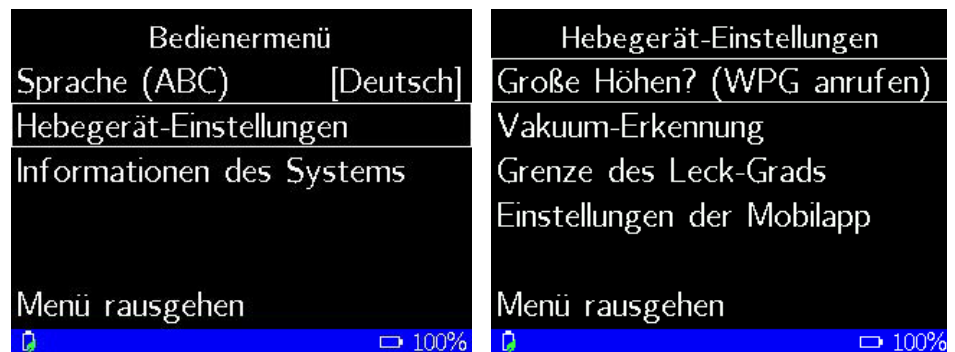 Bedienermenü
Sprache (ABC) [Deutsch]
Hebegerät-Einstellungen
Informationen des Systems
Menü rausgehen
100%
Hebegerät-Einstellungen
Große Höhen? (WPG anrufen)
Vakuum-Erkennung
Grenze des Leck-Grads
Einstellungen der Mobilapp
Menü rausgehen
100%